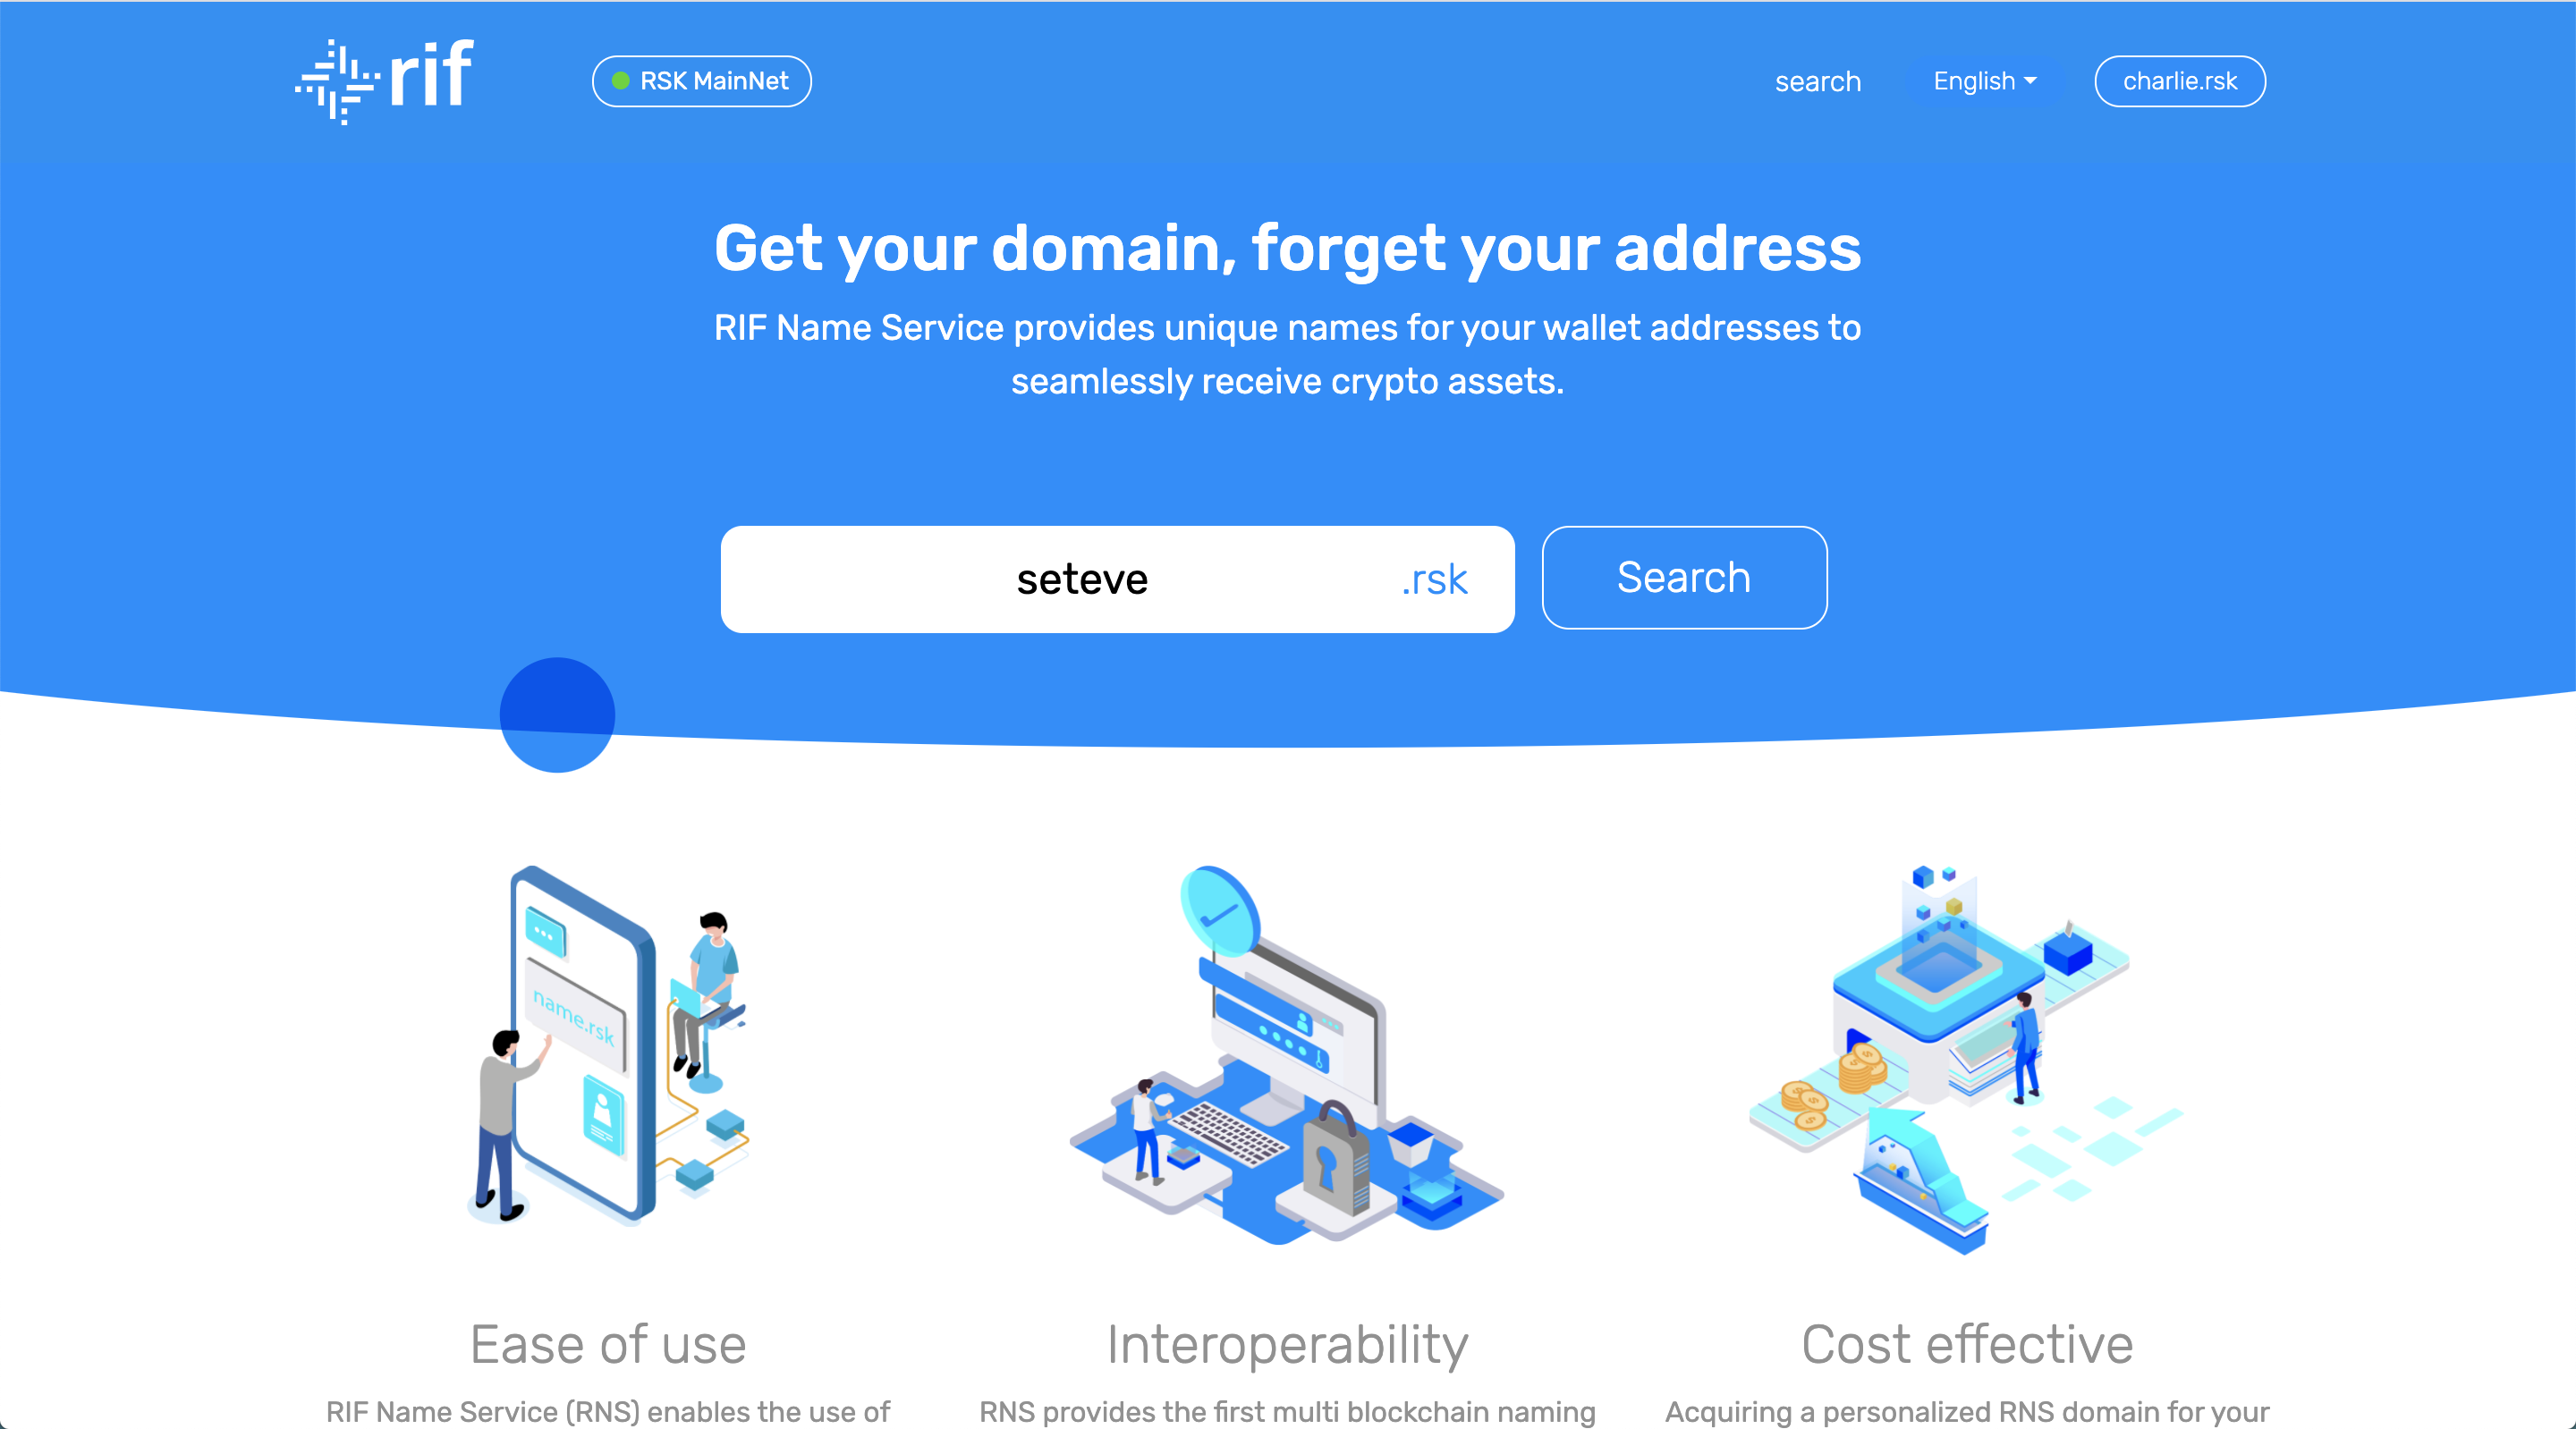 rif
RSK MainNet
search
English
charlie.rsk
Get your domain, forget your address
RIF Name Service provides unique names for your wallet addresses to
seamlessly receive crypto assets.
seteve
.rsk
Search
name.rsk
Ease of use
RIF Name Service (RNS) enables the use of
Interoperability
RNS provides the first multi blockchain naming
Cost effective
Acquiring a personalized RNS domain for your